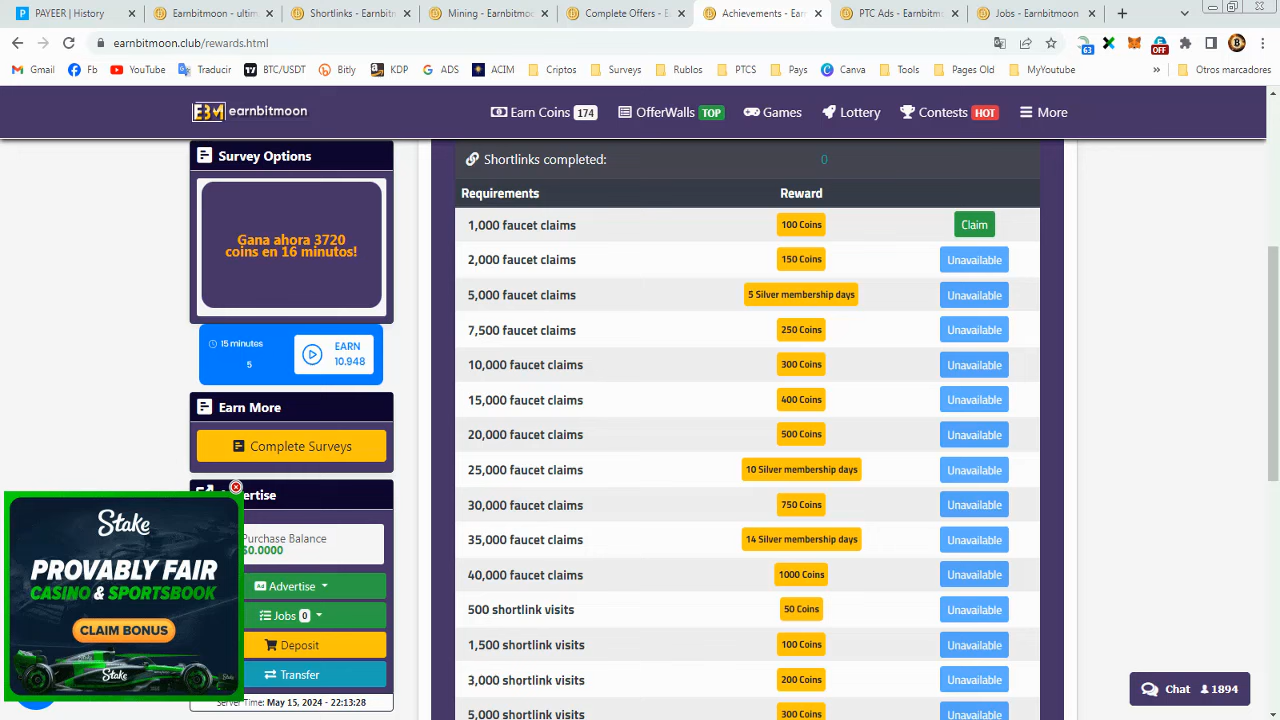 PAYEER | History
Earnbitmoon - ultim
Shortlinks - Earnbitm
Mining - Earnbitmoo
Complete Offers - E
Achievements - Earn
PTC Ads - Earnbitm
Jobs - Earnbitmoon
earnbitmoon.club/rewards.html
63
OFF
Gmail
Fb
YouTube
Traducir
BTC/USDT
Bitly
KDP
ADS
ACMI
Criptos
Surveys
Rublos
PTCS
Pays
Canva
Tools
Pages Old
MyYoutube
Otros marcadores
EBM earnbitmoon
Earn Coins 174
OfferWalls TOP
Games
Lottery
Contests HOT
More
Survey Options
Gana ahora 3720
coins en 16 minutos!
15 minutes
5
EARN
10.948
Earn More
Complete Surveys
Purchase Balance
$0.0000
Advertise
Jobs 0
Deposit
Transfer
Server Time: May 15, 2024 - 22:13:28
Stake
PROVABLY FAIR
CASINO & SPORTSBOOK
CLAIM BONUS
Stake
Shortlinks completed: 0
Requirements Reward
1,000 faucet claims 100 Coins Claim
2,000 faucet claims 150 Coins Unavailable
5,000 faucet claims 5 Silver membership days Unavailable
7,500 faucet claims 250 Coins Unavailable
10,000 faucet claims 300 Coins Unavailable
15,000 faucet claims 400 Coins Unavailable
20,000 faucet claims 500 Coins Unavailable
25,000 faucet claims 10 Silver membership days Unavailable
30,000 faucet claims 750 Coins Unavailable
35,000 faucet claims 14 Silver membership days Unavailable
40,000 faucet claims 1000 Coins Unavailable
500 shortlink visits 50 Coins Unavailable
1,500 shortlink visits 100 Coins Unavailable
3,000 shortlink visits 200 Coins Unavailable
5,000 shortlink visits 300 Coins Unavailable
Chat 1894